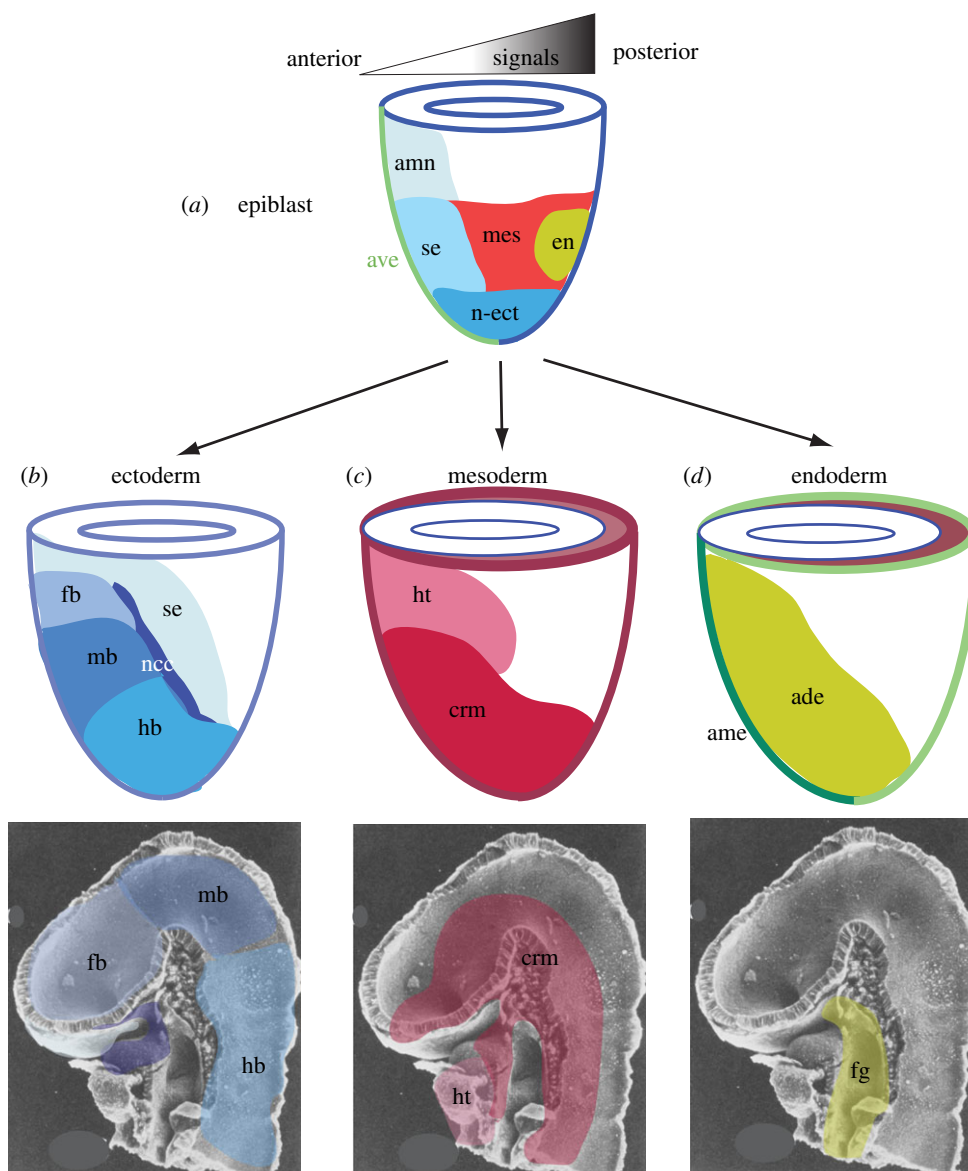 anterior signals posterior
amn
(a) epiblast
mes
se
en
ave
n-ect
(b) ectoderm
(c) mesoderm
(d) endoderm
fb
se
mb
ncc
hb
ht
crm
ade
ame
mb
fb
hb
crm
ht
fg